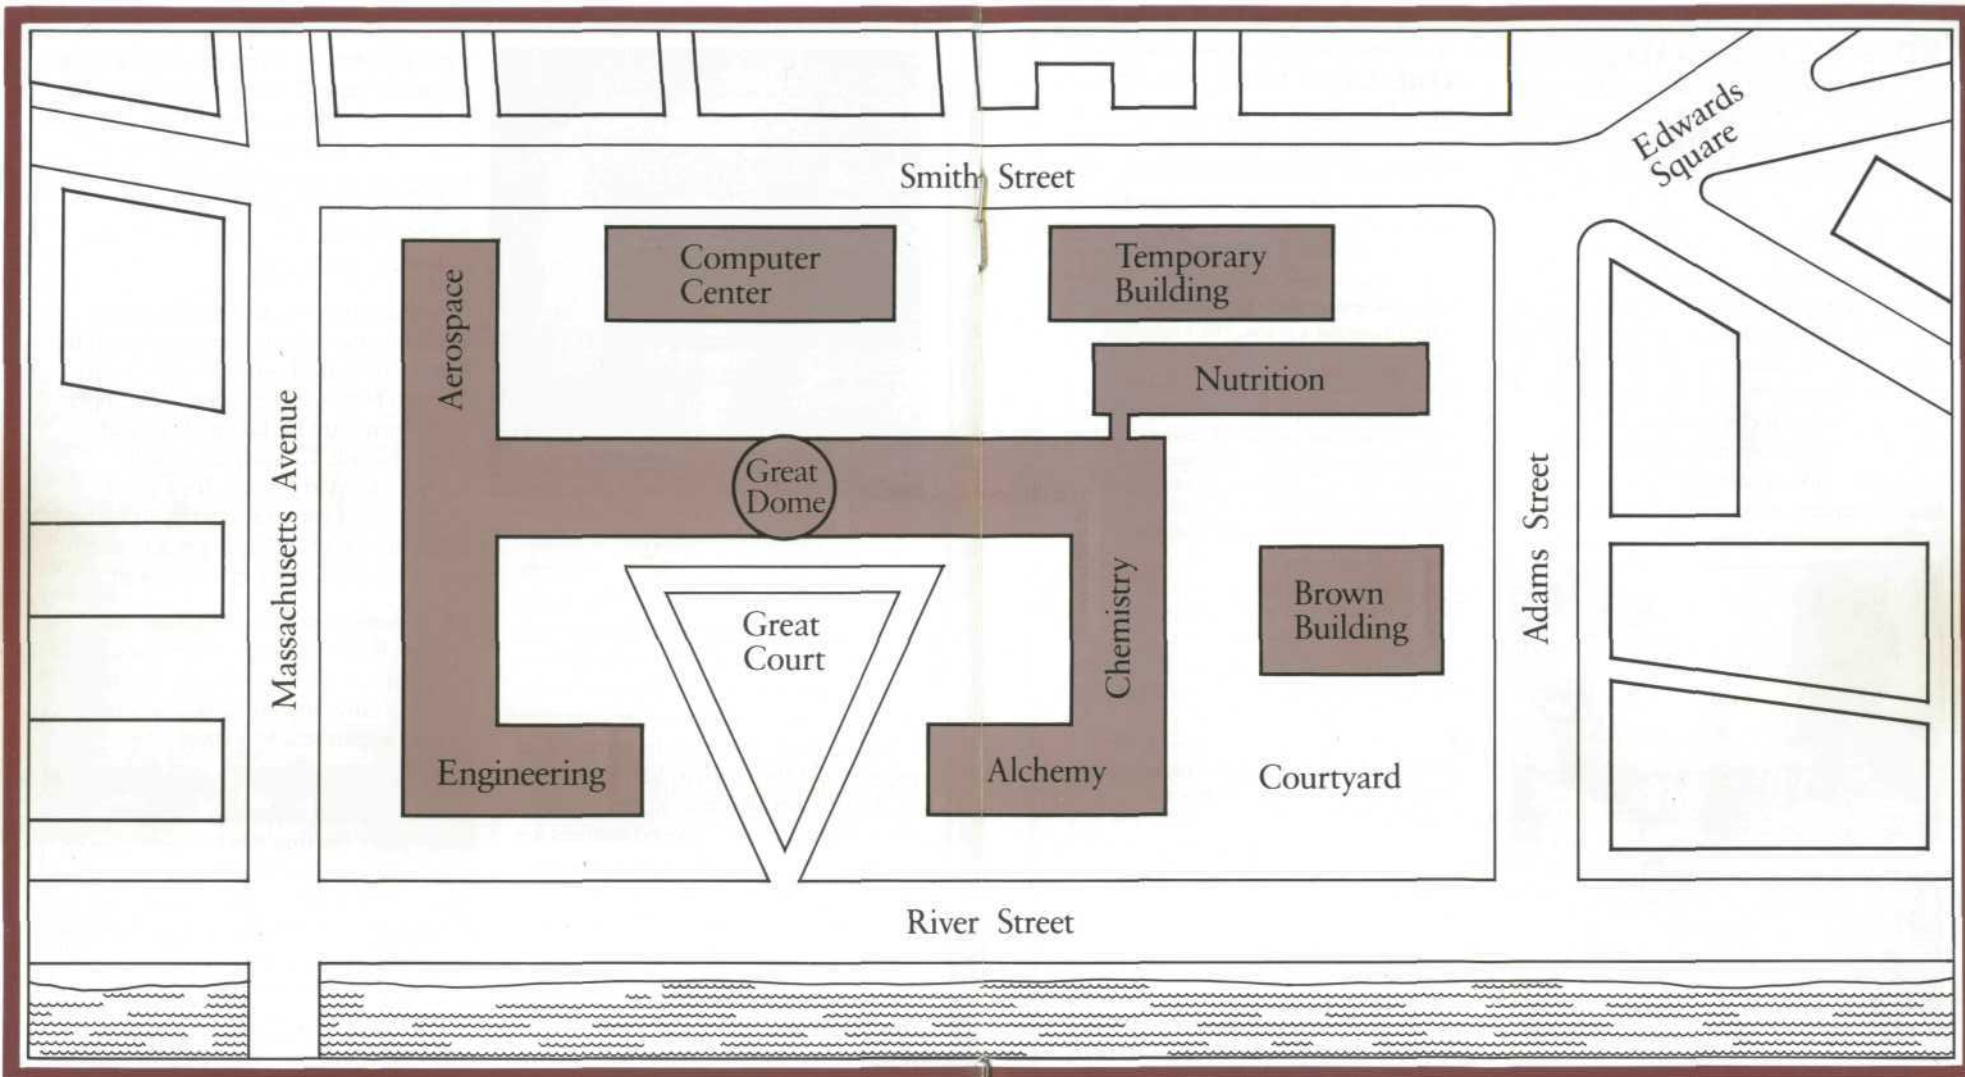 Edwards
Square
Smith Street
Computer
Center
Temporary
Building
Aerospace
Nutrition
Massachusetts Avenue
Great
Dome
Adams Street
Chemistry
Brown
Building
Great
Court
Engineering
Alchemy
Courtyard
River Street